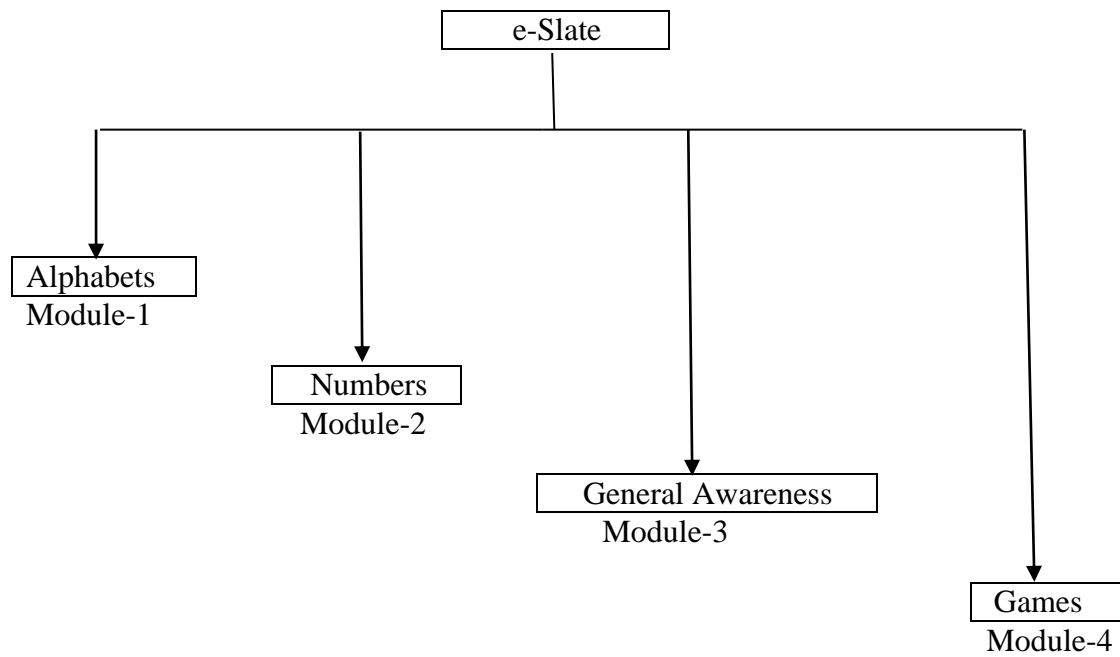 e-Slate
Alphabets
Module-1
Numbers
Module-2
General Awareness
Module-3
Games
Module-4